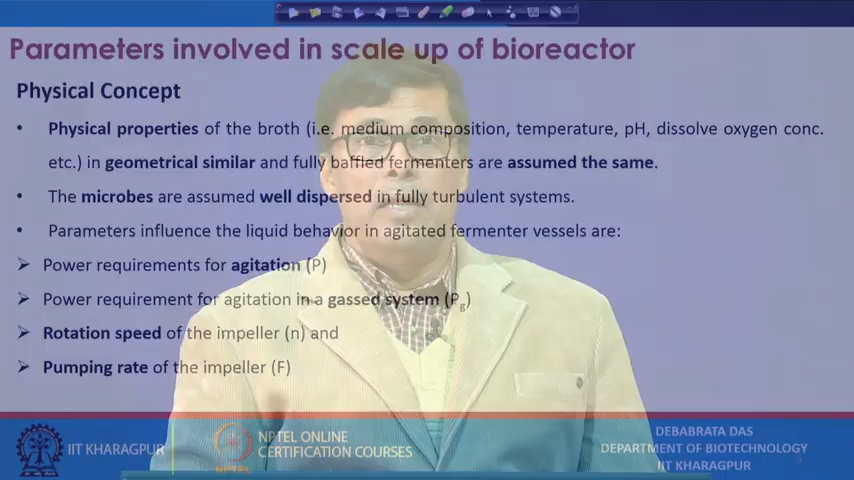 Parameters involved in scale up of bioreactor
Physical Concept
• Physical properties of the broth (i.e. medium composition, temperature, pH, dissolve oxygen conc.
etc.) in geometrical similar and fully baffled fermenters are assumed the same.
• The microbes are assumed well dispersed in fully turbulent systems.
• Parameters influence the liquid behavior in agitated fermenter vessels are:
➢ Power requirements for agitation (P)
➢ Power requirement for agitation in a gassed system (Pg)
➢ Rotation speed of the impeller (n) and
➢ Pumping rate of the impeller (F)
IIT KHARAGPUR
NPTEL ONLINE
CERTIFICATION COURSES
DEBABRATA DAS
DEPARTMENT OF BIOTECHNOLOGY
IIT KHARAGPUR